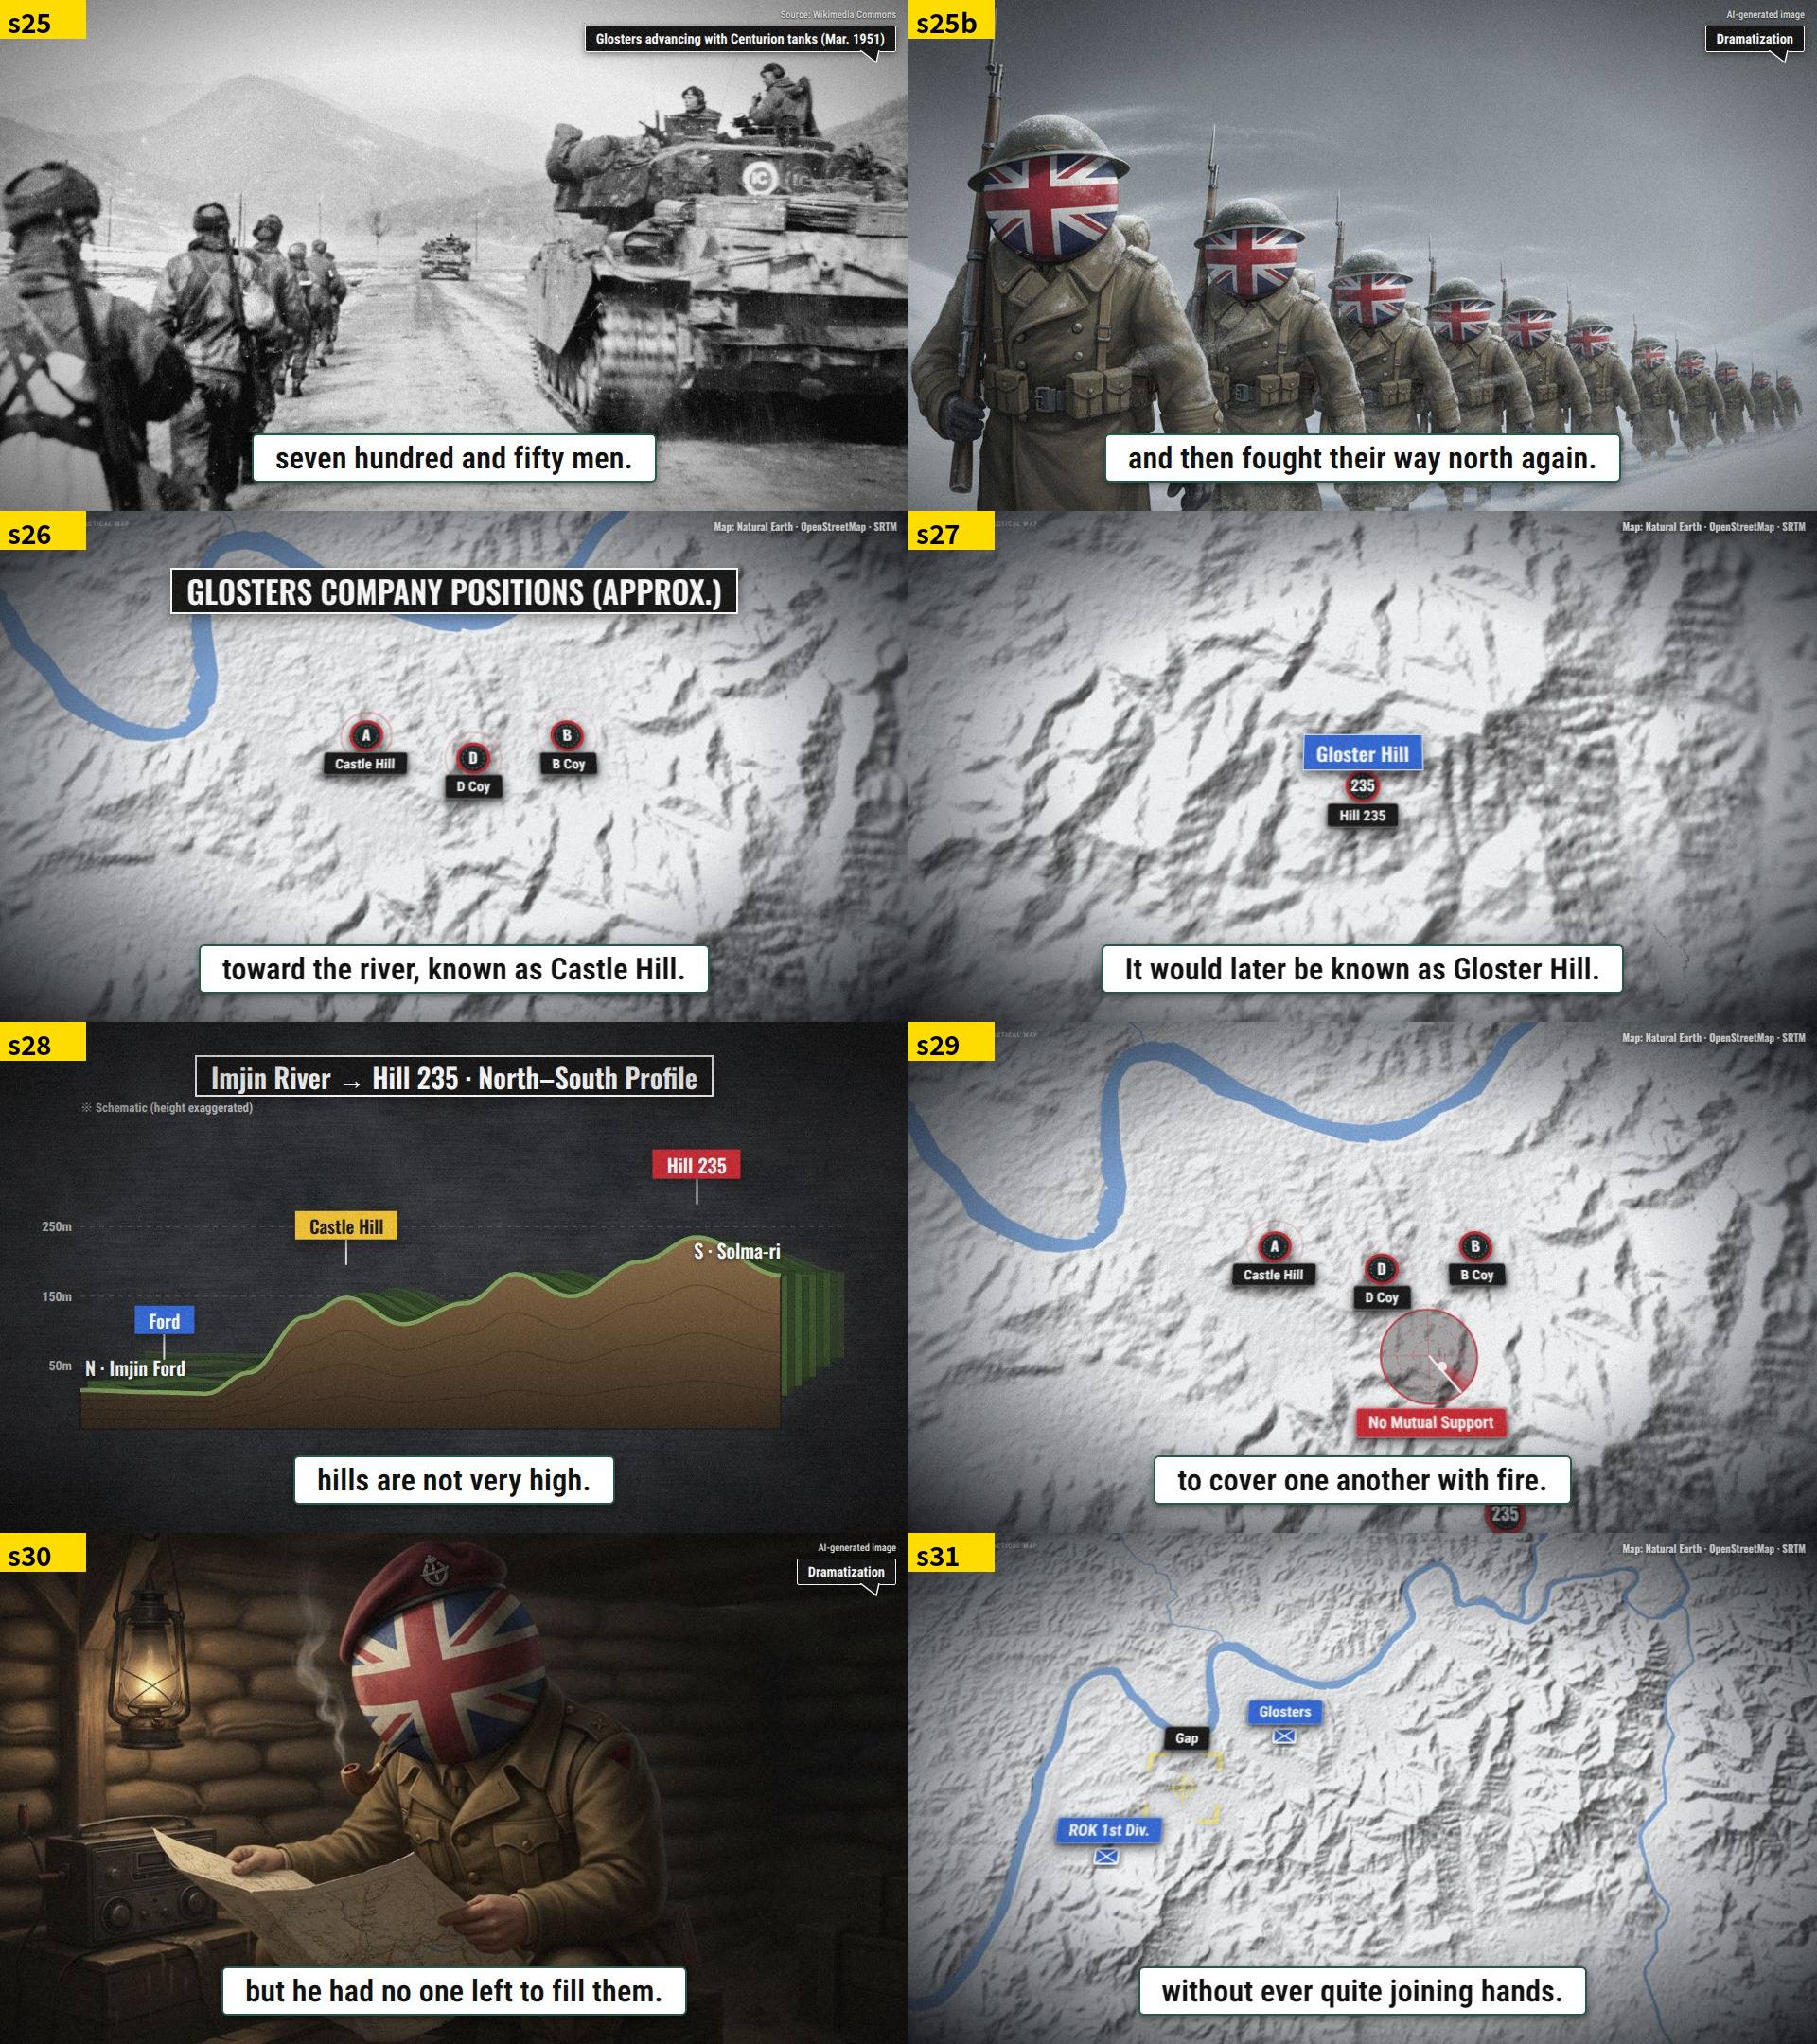 s25
Source: Wikimedia Commons
Glosters advancing with Centurion tanks (Mar. 1951)
seven hundred and fifty men.
s25b
AI-generated image
Dramatization
and then fought their way north again.
s26
Map: Natural Earth · OpenStreetMap · SRTM
GLOSTERS COMPANY POSITIONS (APPROX.)
A
Castle Hill
D
D Coy
B
B Coy
toward the river, known as Castle Hill.
s27
Map: Natural Earth · OpenStreetMap · SRTM
Gloster Hill
235
Hill 235
It would later be known as Gloster Hill.
s28
Imjin River → Hill 235 · North–South Profile
※ Schematic (height exaggerated)
Hill 235
Castle Hill
250m
S · Solma-ri
150m
Ford
50m
N · Imjin Ford
hills are not very high.
s29
Map: Natural Earth · OpenStreetMap · SRTM
A
Castle Hill
D
D Coy
B
B Coy
No Mutual Support
to cover one another with fire.
235
s30
AI-generated image
Dramatization
but he had no one left to fill them.
s31
Map: Natural Earth · OpenStreetMap · SRTM
Glosters
Gap
ROK 1st Div.
without ever quite joining hands.